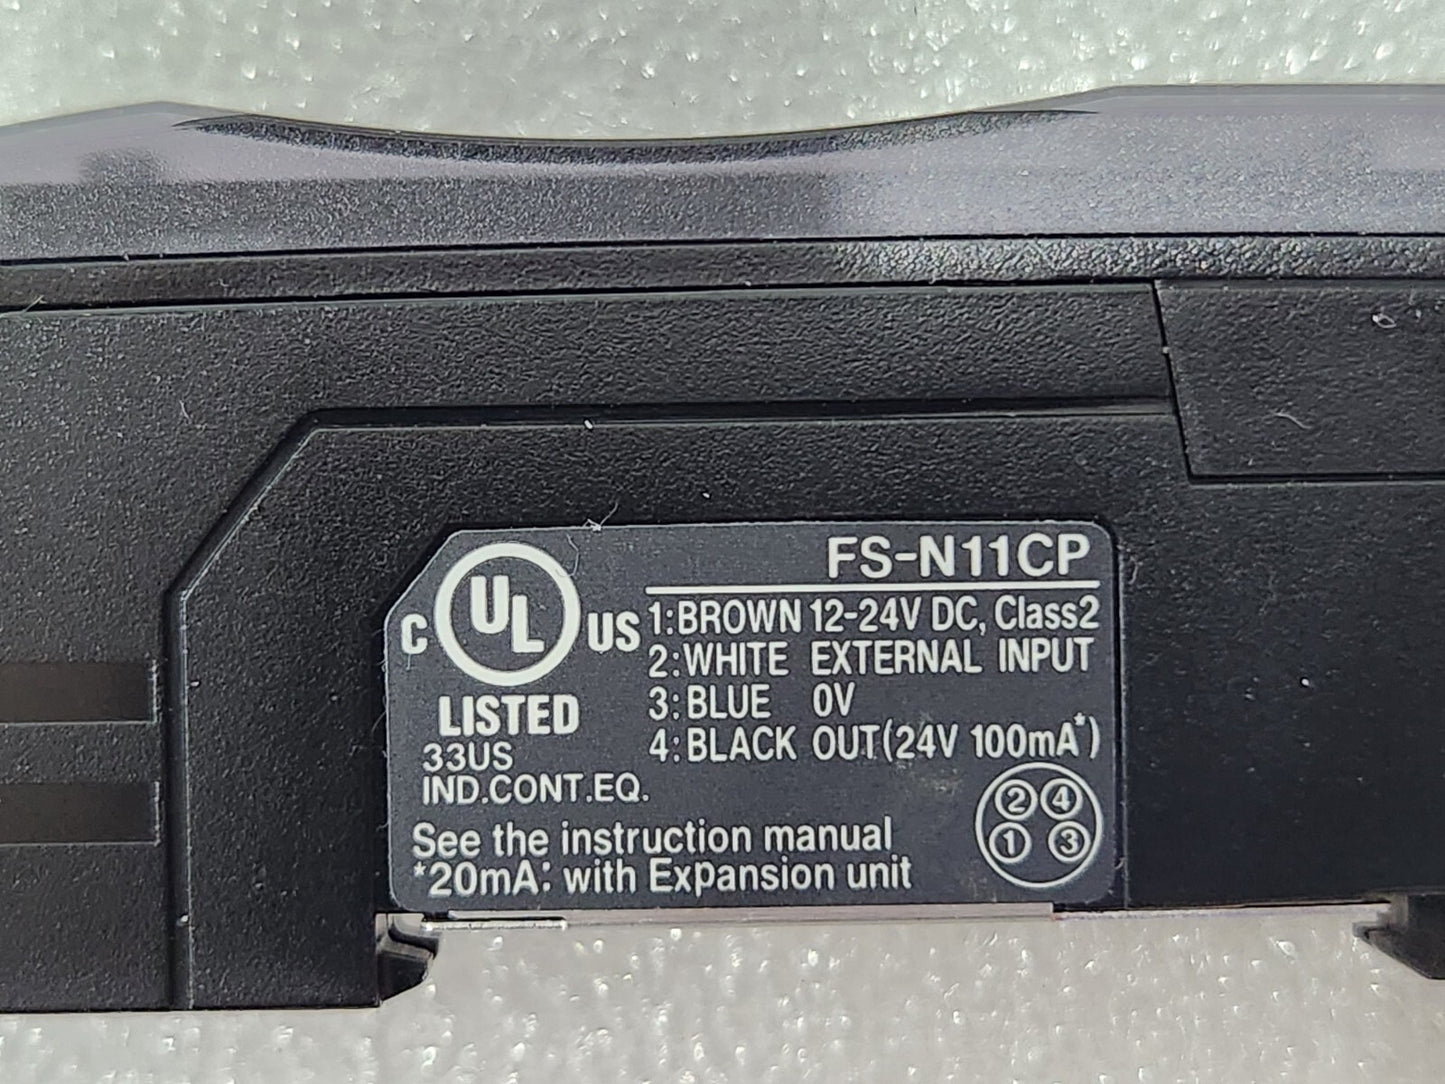 FS-N11CP
C UL US
LISTED
33US
IND.CONT.EQ.
1:BROWN 12-24V DC, Class2
2:WHITE EXTERNAL INPUT
3:BLUE 0V
4:BLACK OUT(24V 100mA*)
② ④
① ③
See the instruction manual
*20mA: with Expansion unit